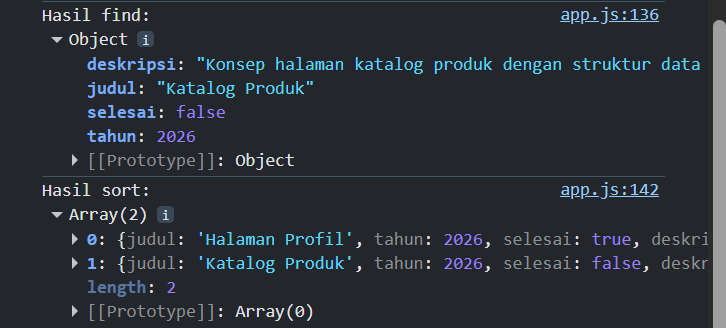 Hasil find: app.js:136
▼ Object i
deskripsi: "Konsep halaman katalog produk dengan struktur data
judul: "Katalog Produk"
selesai: false
tahun: 2026
▶ [[Prototype]]: Object
Hasil sort: app.js:142
▼ Array(2) i
▶ 0: {judul: 'Halaman Profil', tahun: 2026, selesai: true, deskri
▶ 1: {judul: 'Katalog Produk', tahun: 2026, selesai: false, deskr
length: 2
▶ [[Prototype]]: Array(0)